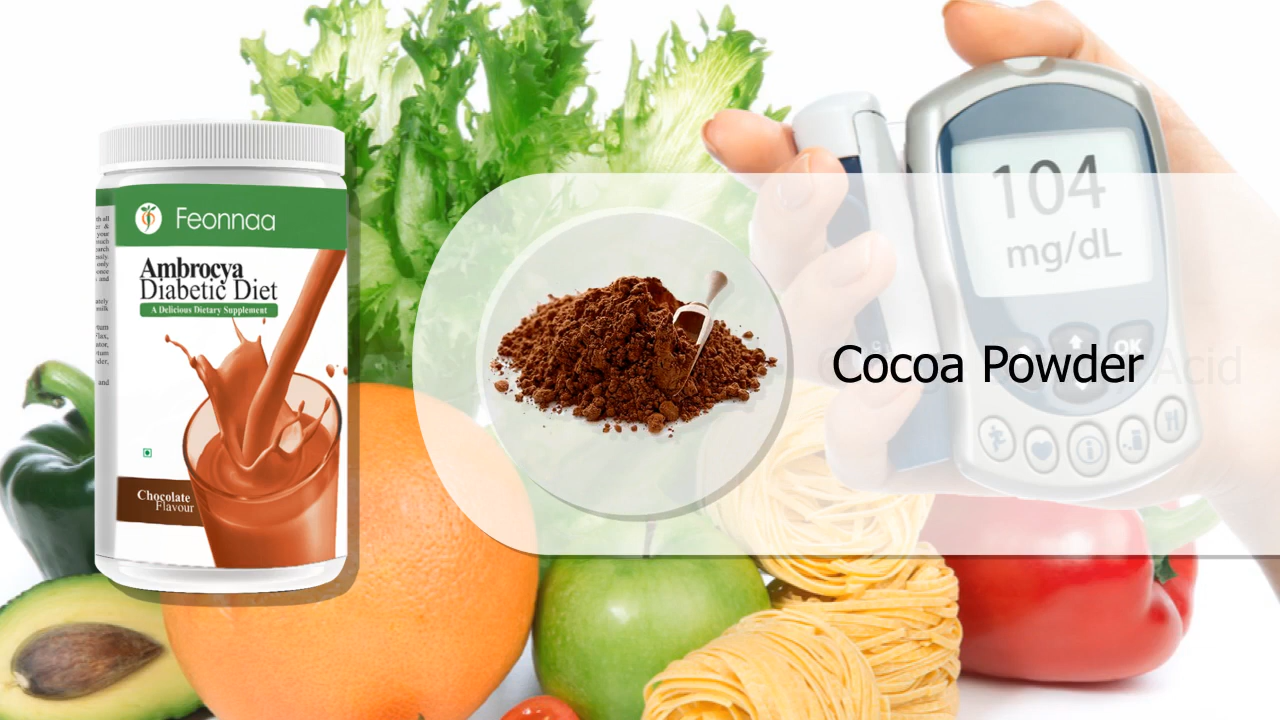 Feonnaa
Ambrocya
Diabetic Diet
A Delicious Dietary Supplement
Chocolate
Flavour
104
mg/dL
OK
Cocoa Powder
Acid